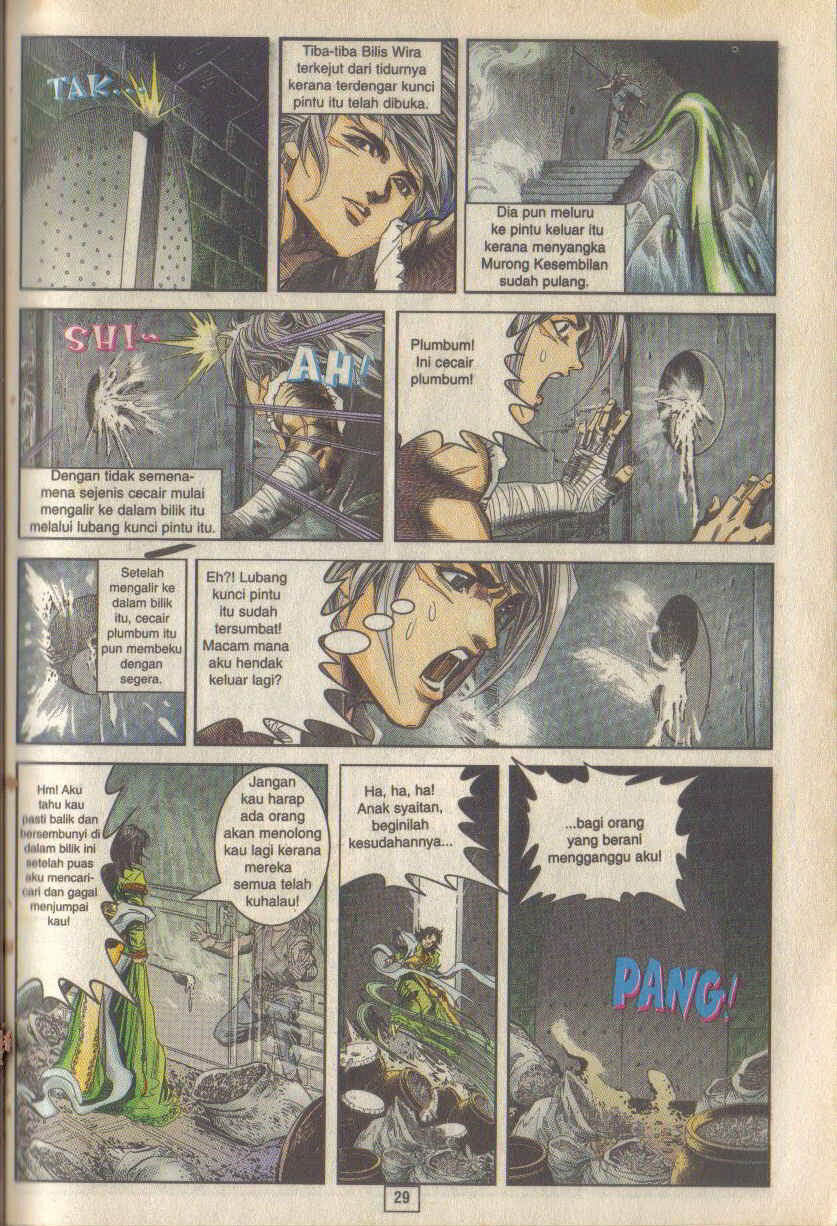 TAK...
Tiba-tiba Bilis Wira
terkejut dari tidurnya
kerana terdengar kunci
pintu itu telah dibuka.
Dia pun meluru
ke pintu keluar itu
kerana menyangka
Murong Kesembilan
sudah pulang.
SHI~
AH!
Dengan tidak semena-
mena sejenis cecair mulai
mengalir ke dalam bilik itu
melalui lubang kunci pintu itu.
Plumbum!
Ini cecair
plumbum!
Setelah
mengalir ke
dalam bilik
itu, cecair
plumbum itu
pun membeku
dengan
segera.
Eh?! Lubang
kunci pintu
itu sudah
tersumbat!
Macam mana
aku hendak
keluar lagi?
Hm! Aku
tahu kau
pasti balik dan
bersembunyi di
dalam bilik ini
setelah puas
aku mencari-
cari dan gagal
menjumpai
kau!
Jangan
kau harap
ada orang
akan menolong
kau lagi kerana
mereka
semua telah
kuhalau!
Ha, ha, ha!
Anak syaitan,
beginilah
kesudahannya...
...bagi orang
yang berani
mengganggu aku!
PANG!
29